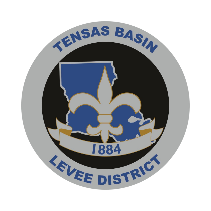 TENSAS BASIN
1884
LEVEE DISTRICT